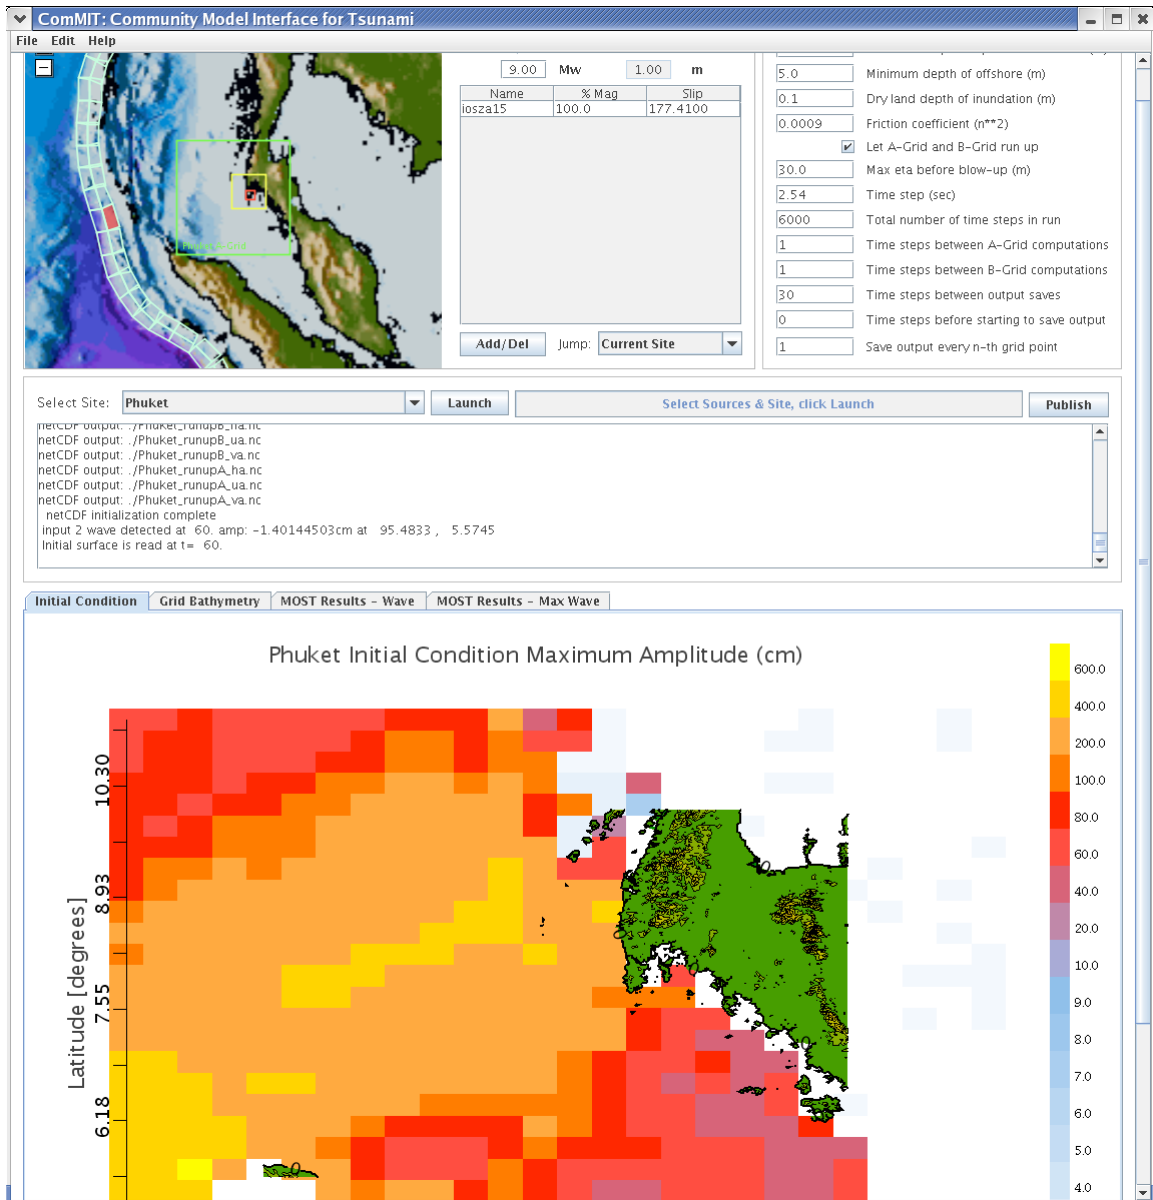 ComMIT: Community Model Interface for Tsunami
File Edit Help
9.00 Mw 1.00 m
Name % Mag Slip
iosza15 100.0 177.4100
Phuket A-Grid
Add/Del Jump: Current Site
5.0 Minimum depth of offshore (m)
0.1 Dry land depth of inundation (m)
0.0009 Friction coefficient (n**2)
Let A-Grid and B-Grid run up
30.0 Max eta before blow-up (m)
2.54 Time step (sec)
6000 Total number of time steps in run
1 Time steps between A-Grid computations
1 Time steps between B-Grid computations
30 Time steps between output saves
0 Time steps before starting to save output
1 Save output every n-th grid point
Select Site: Phuket Launch Select Sources & Site, click Launch Publish
netCDF output: ./Phuket_runupB_ha.nc
netCDF output: ./Phuket_runupB_ua.nc
netCDF output: ./Phuket_runupB_va.nc
netCDF output: ./Phuket_runupA_ha.nc
netCDF output: ./Phuket_runupA_ua.nc
netCDF output: ./Phuket_runupA_va.nc
netCDF initialization complete
input 2 wave detected at 60. amp: -1.40144503cm at 95.4833 , 5.5745
Initial surface is read at t= 60.
Initial Condition Grid Bathymetry MOST Results - Wave MOST Results - Max Wave
Phuket Initial Condition Maximum Amplitude (cm)
Latitude [degrees]
10.30
8.93
7.55
6.18
0
0
0
0
0
600.0
400.0
200.0
100.0
80.0
60.0
40.0
20.0
10.0
9.0
8.0
7.0
6.0
5.0
4.0